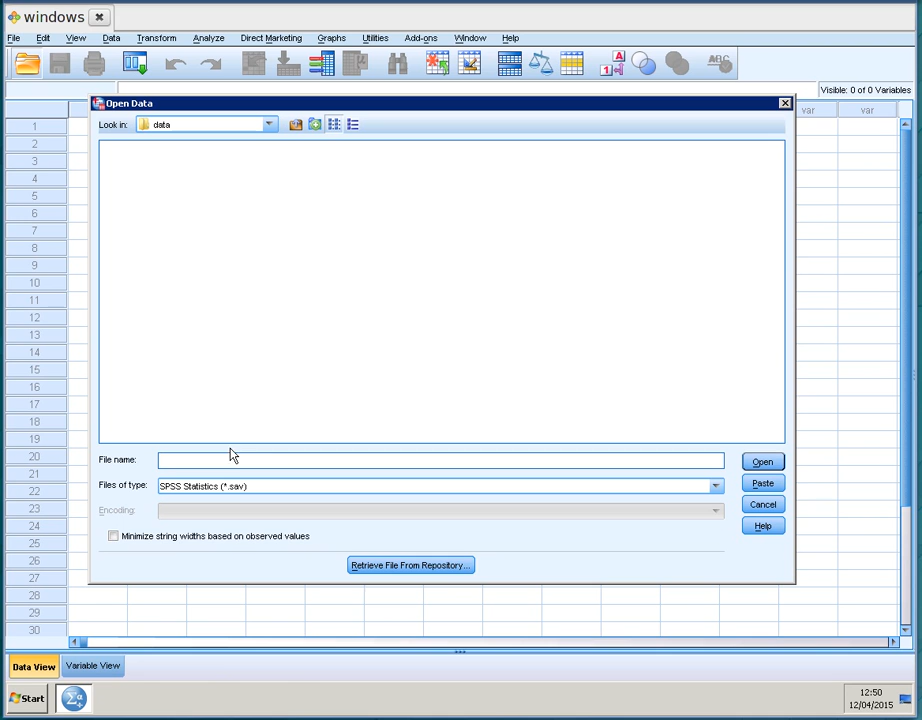 windows
File Edit View Data Transform Analyze Direct Marketing Graphs Utilities Add-ons Window Help
Visible: 0 of 0 Variables
Open Data
var var
Look in: data
1
2
3
4
5
6
7
8
9
10
11
12
13
14
15
16
17
18
19
20
21
22
23
24
25
26
27
28
29
30
File name:
Open
Files of type: SPSS Statistics (*.sav)
Paste
Encoding:
Cancel
Help
Minimize string widths based on observed values
Retrieve File From Repository...
Data View Variable View
Start
12:50
12/04/2015